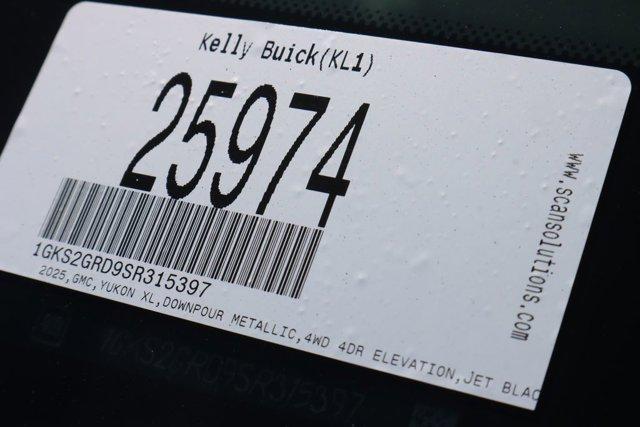 Kelly Buick(KL1)
25974
1GKS2GRD9SR315397
2025,GMC,YUKON XL,DOWNPOUR METALLIC,4WD 4DR ELEVATION,JET BLAC
www.scansolutions.com
1GKS2GRD9SR315397